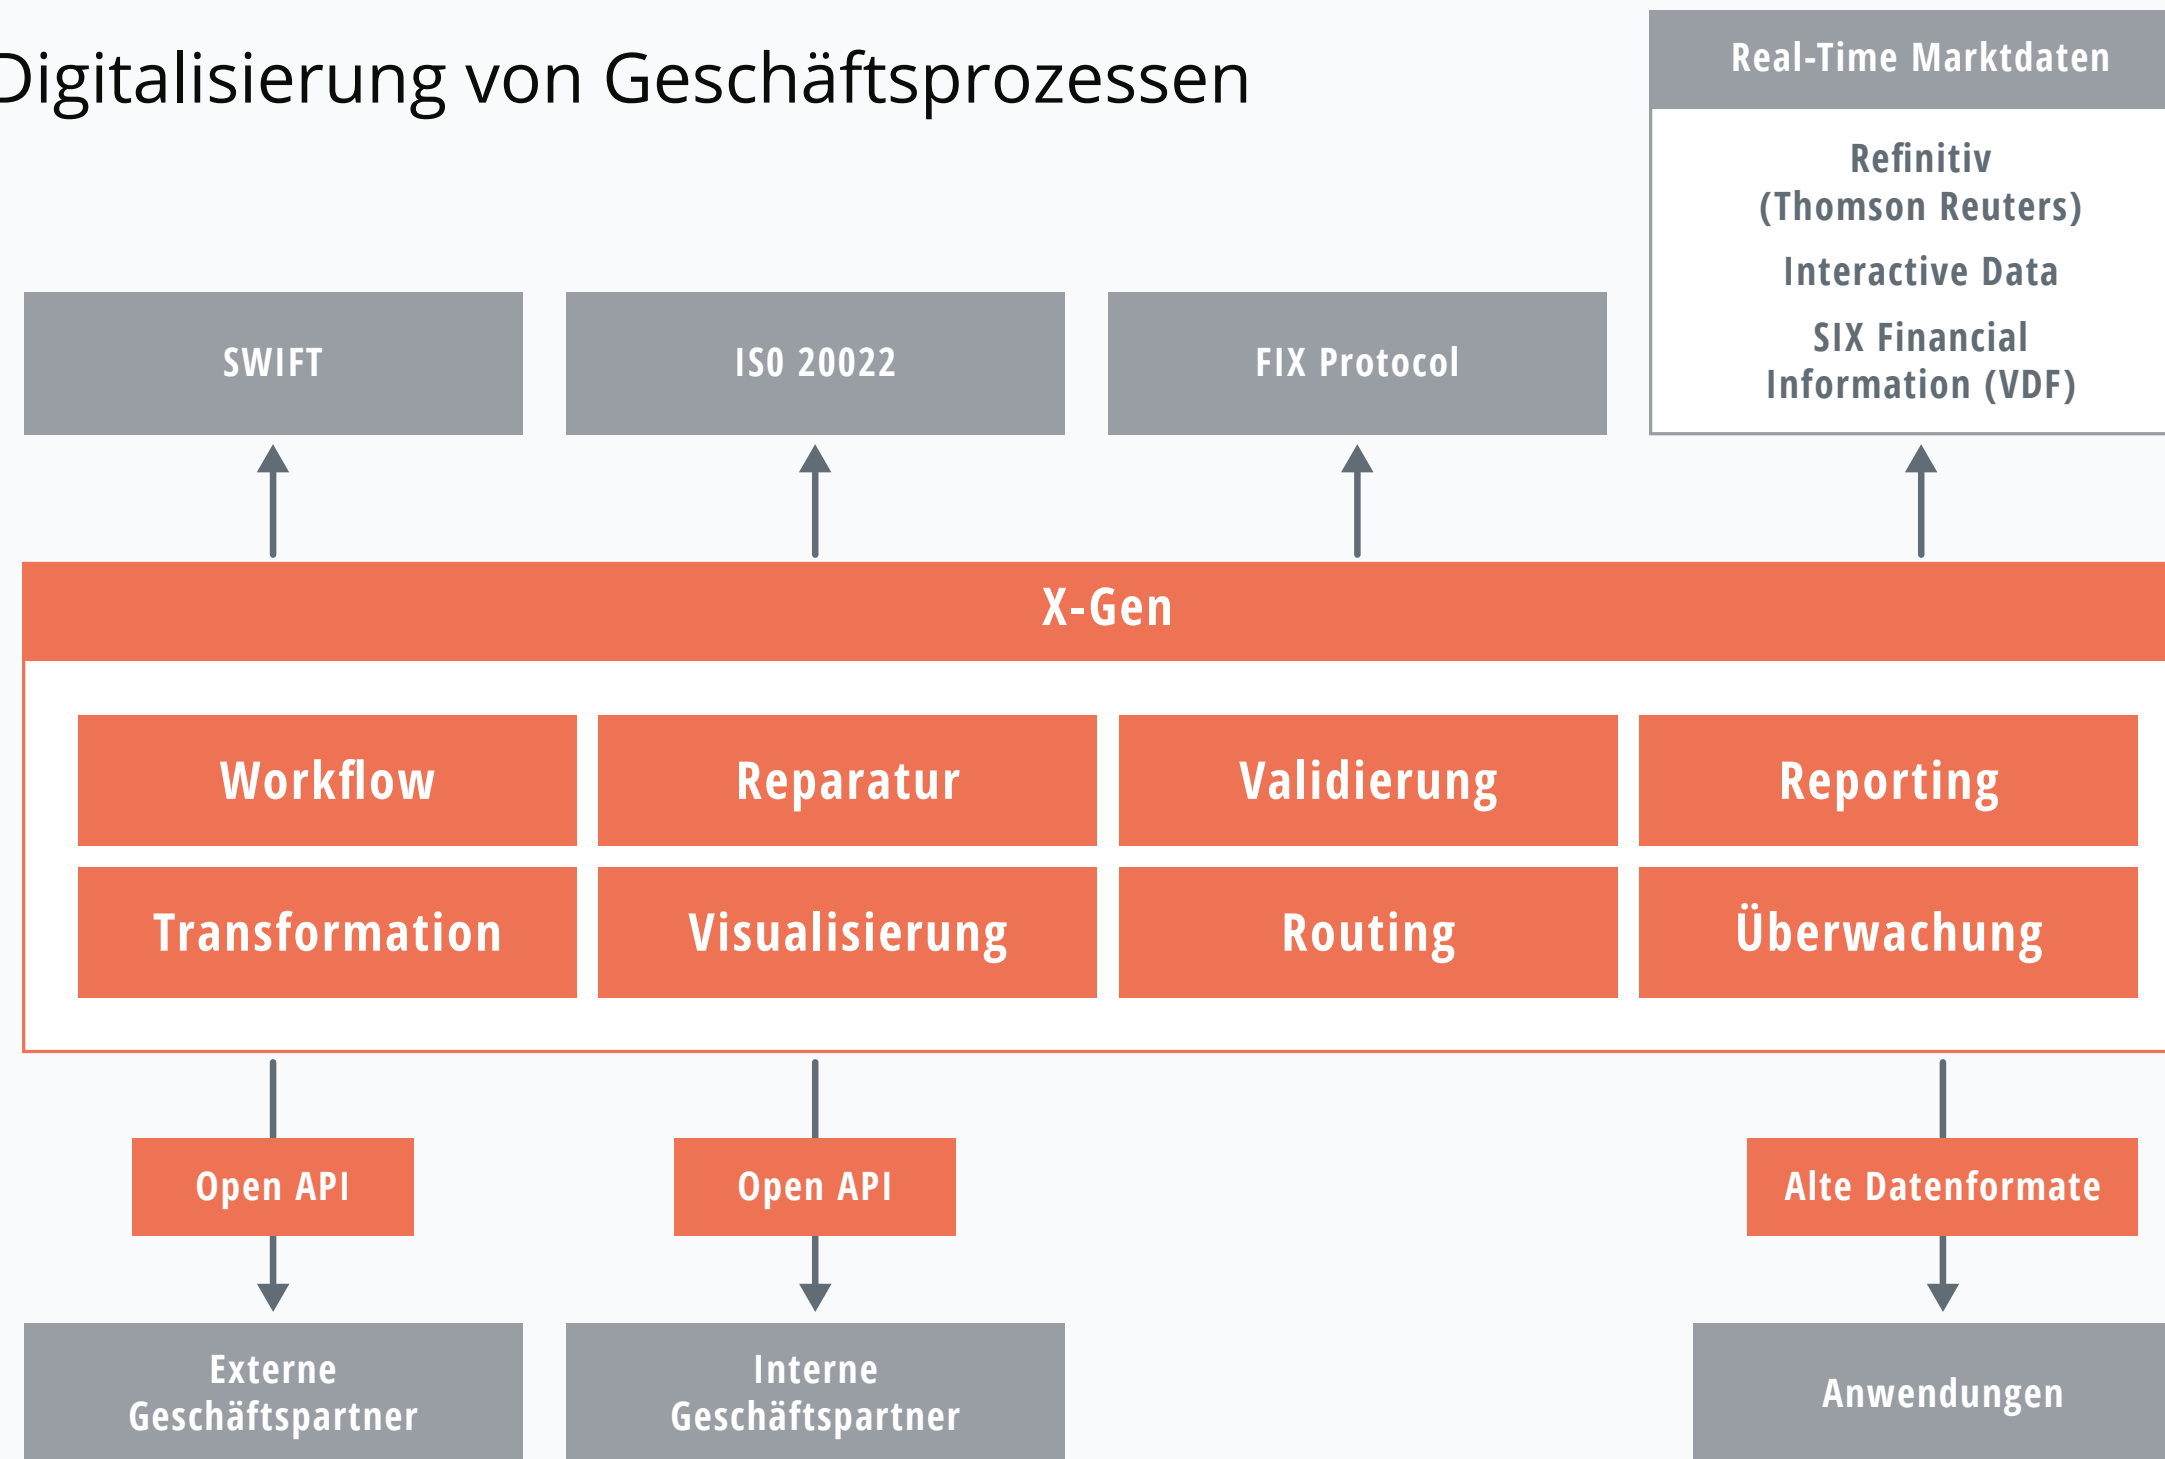 Digitalisierung von Geschäftsprozessen
Real-Time Marktdaten
Refinitiv
(Thomson Reuters)
Interactive Data
SIX Financial
Information (VDF)
SWIFT
ISO 20022
FIX Protocol
X-Gen
Workflow
Reparatur
Validierung
Reporting
Transformation
Visualisierung
Routing
Überwachung
Open API
Open API
Alte Datenformate
Externe
Geschäftspartner
Interne
Geschäftspartner
Anwendungen